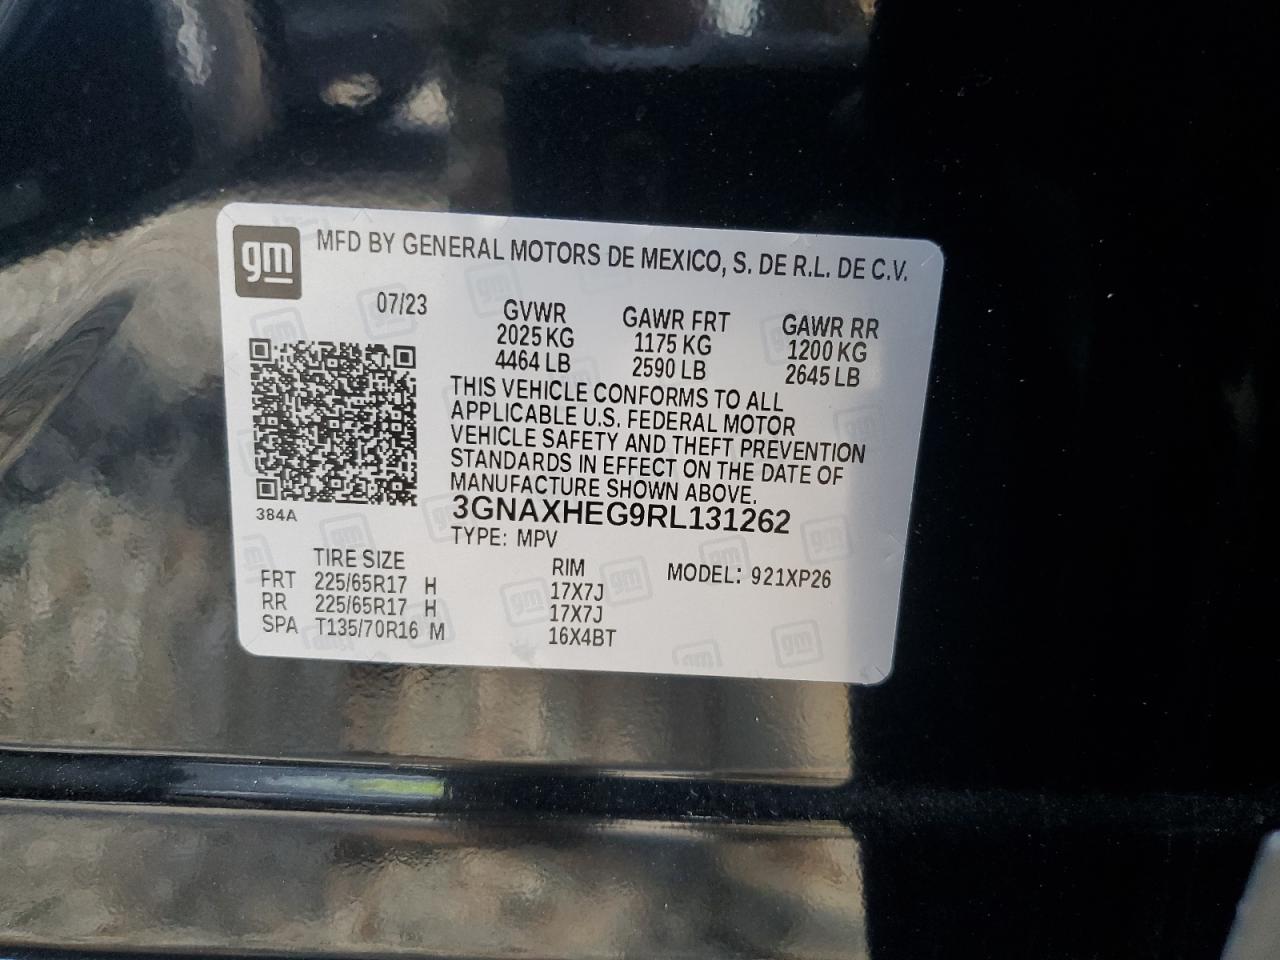 gm MFD BY GENERAL MOTORS DE MEXICO, S. DE R.L. DE C.V.
07/23
GVWR GAWR FRT GAWR RR
2025 KG 1175 KG 1200 KG
4464 LB 2590 LB 2645 LB
THIS VEHICLE CONFORMS TO ALL
APPLICABLE U.S. FEDERAL MOTOR
VEHICLE SAFETY AND THEFT PREVENTION
STANDARDS IN EFFECT ON THE DATE OF
MANUFACTURE SHOWN ABOVE.
384A
3GNAXHEG9RL131262
TYPE: MPV
TIRE SIZE RIM MODEL: 921XP26
FRT 225/65R17 H 17X7J
RR 225/65R17 H 17X7J
SPA T135/70R16 M 16X4BT